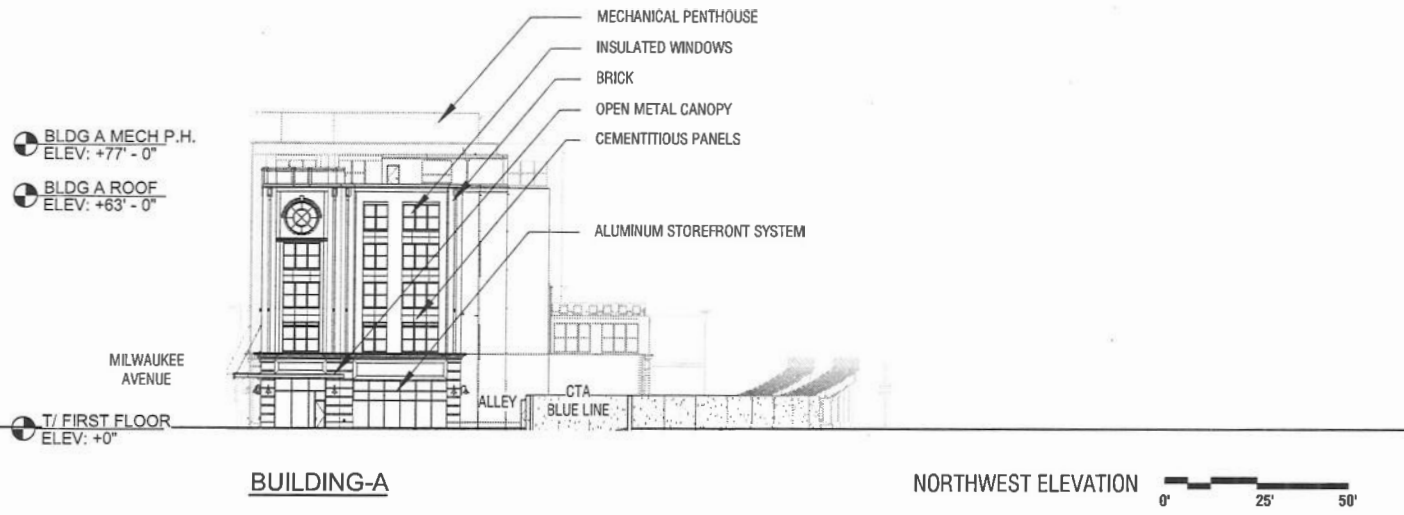 MECHANICAL PENTHOUSE
INSULATED WINDOWS
BRICK
OPEN METAL CANOPY
CEMENTITIOUS PANELS
BLDG A MECH P.H.
ELEV: +77' - 0"
BLDG A ROOF
ELEV: +63' - 0"
ALUMINUM STOREFRONT SYSTEM
MILWAUKEE
AVENUE
ALLEY
CTA
BLUE LINE
T/ FIRST FLOOR
ELEV: +0"
BUILDING-A
NORTHWEST ELEVATION
0' 25' 50'